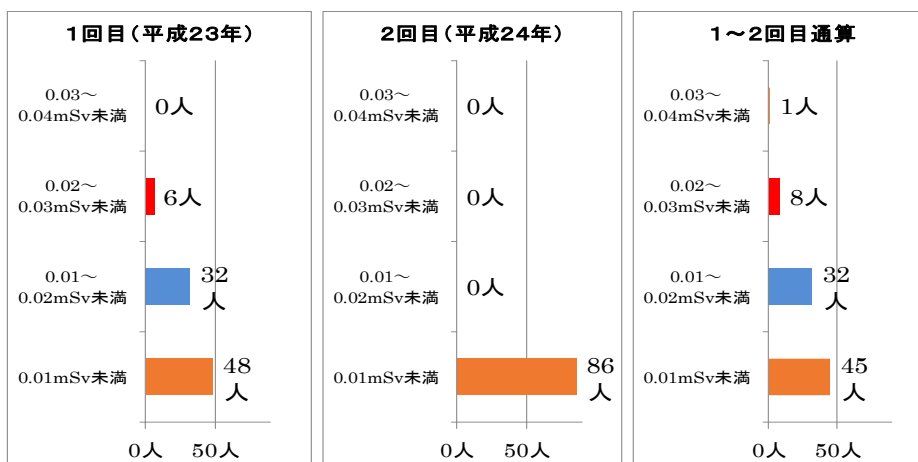 1回目（平成23年）
0.03～
0.04mSv未満
0人
0.02～
0.03mSv未満
6人
0.01～
0.02mSv未満
32
人
0.01mSv未満
48
人
0人
50人
2回目（平成24年）
0.03～
0.04mSv未満
0人
0.02～
0.03mSv未満
0人
0.01～
0.02mSv未満
0人
0.01mSv未満
86
人
0人
50人
1～2回目通算
0.03～
0.04mSv未満
1人
0.02～
0.03mSv未満
8人
0.01～
0.02mSv未満
32
人
0.01mSv未満
45
人
0人
50人